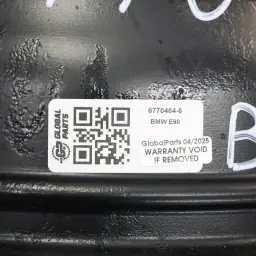 GLOBAL
PARTS
6770464-6
BMW E90
GlobalParts 04/2025
WARRANTY VOID
IF REMOVED
B